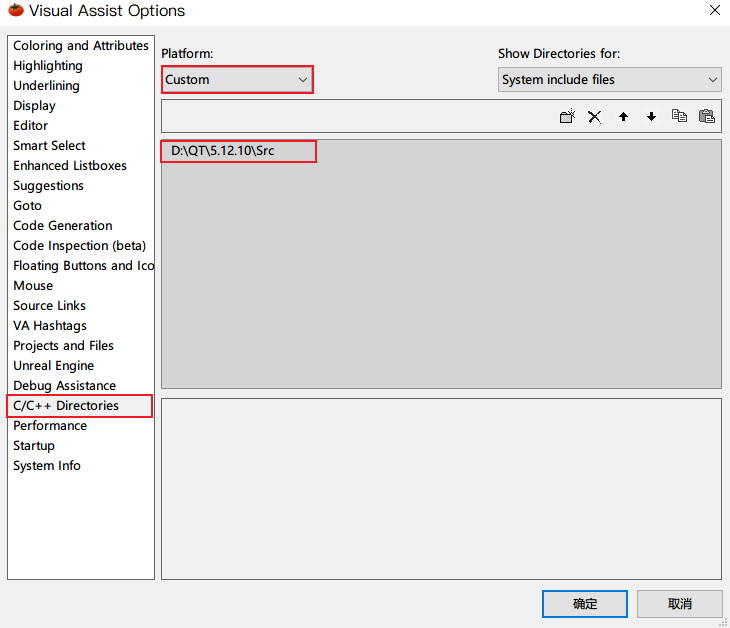 Visual Assist Options
Coloring and Attributes
Highlighting
Underlining
Display
Editor
Smart Select
Enhanced Listboxes
Suggestions
Goto
Code Generation
Code Inspection (beta)
Floating Buttons and Ico
Mouse
Source Links
VA Hashtags
Projects and Files
Unreal Engine
Debug Assistance
C/C++ Directories
Performance
Startup
System Info
Platform:
Custom
Show Directories for:
System include files
D:\QT\5.12.10\Src
确定
取消